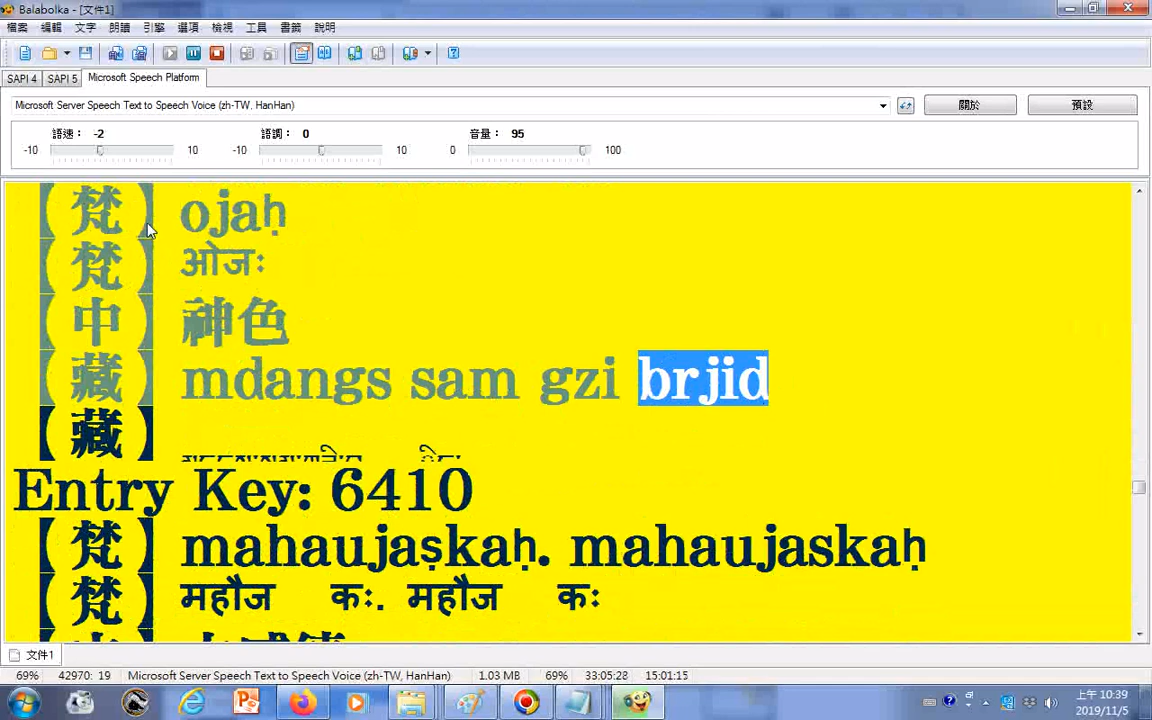 Balabolka - [文件1]
檔案 編輯 文字 朗讀 引擎 選項 檢視 工具 書籤 說明
SAPI 4 SAPI 5 Microsoft Speech Platform
Microsoft Server Speech Text to Speech Voice (zh-TW, HanHan) 關於 預設
語速： -2 語調： 0 音量： 95
-10 10 -10 10 0 100
【梵】 ojaḥ
【梵】 ओजः
【中】 神色
【藏】 mdangs sam gzi brjid
【藏】
Entry Key: 6410
【梵】 mahaujaṣkaḥ. mahaujaskaḥ
【梵】 महौज कः. महौज कः
文件1
69% 42970: 19 Microsoft Server Speech Text to Speech Voice (zh-TW, HanHan) 1.03 MB 69% 33:05:28 15:01:15
上午 10:39
2019/11/5